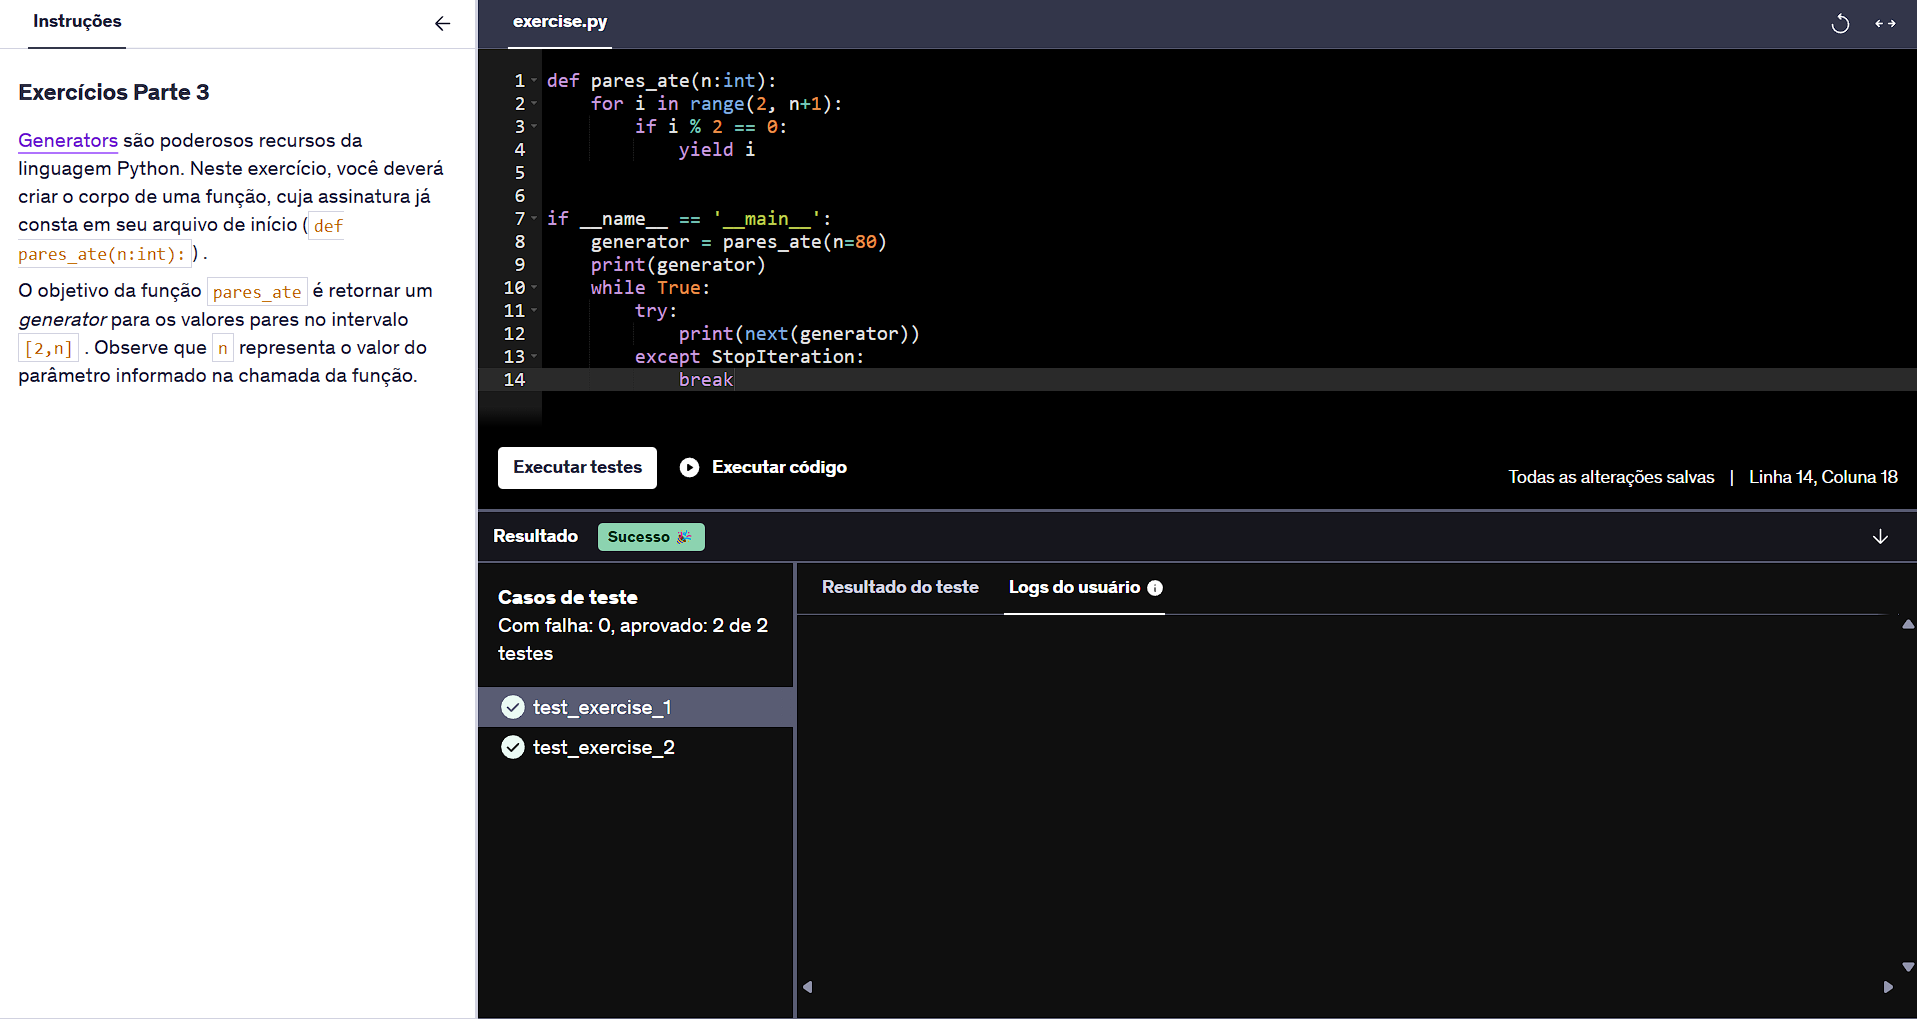 Instruções
Exercícios Parte 3
Generators são poderosos recursos da
linguagem Python. Neste exercício, você deverá
criar o corpo de uma função, cuja assinatura já
consta em seu arquivo de início (def
pares_ate(n:int):) .
O objetivo da função pares_ate é retornar um
generator para os valores pares no intervalo
[2,n] . Observe que n representa o valor do
parâmetro informado na chamada da função.
exercise.py
1 def pares_ate(n:int):
2     for i in range(2, n+1):
3         if i % 2 == 0:
4             yield i
5
6
7 if __name__ == '__main__':
8     generator = pares_ate(n=80)
9     print(generator)
10     while True:
11         try:
12             print(next(generator))
13         except StopIteration:
14             break
Executar testes
Executar código
Todas as alterações salvas | Linha 14, Coluna 18
Resultado
Sucesso 🎉
Casos de teste
Com falha: 0, aprovado: 2 de 2
testes
test_exercise_1
test_exercise_2
Resultado do teste
Logs do usuário